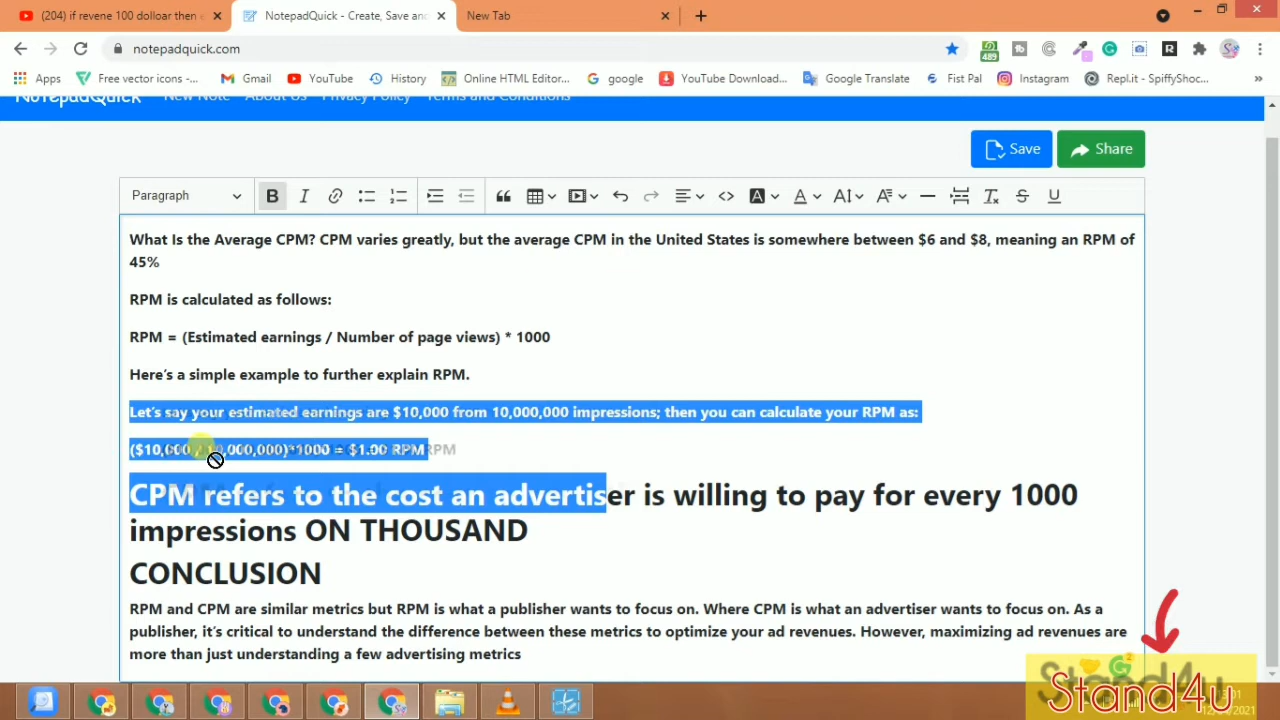 (204) if revene 100 dolloar then
NotepadQuick - Create, Save and
New Tab
notepadquick.com
489
R
Apps
Free vector icons -...
Gmail
YouTube
History
Online HTML Editor...
google
YouTube Download...
Google Translate
Fist Pal
Instagram
Repl.it - SpiffyShoc...
NotepadQuick
New Note
About Us
Privacy Policy
Terms and Conditions
Save
Share
Paragraph
What Is the Average CPM? CPM varies greatly, but the average CPM in the United States is somewhere between $6 and $8, meaning an RPM of
45%
RPM is calculated as follows:
RPM = (Estimated earnings / Number of page views) * 1000
Here's a simple example to further explain RPM.
Let's say your estimated earnings are $10,000 from 10,000,000 impressions; then you can calculate your RPM as:
($10,000 / 10,000,000)*1000 = $1.00 RPM
CPM refers to the cost an advertiser is willing to pay for every 1000
impressions ON THOUSAND
CONCLUSION
RPM and CPM are similar metrics but RPM is what a publisher wants to focus on. Where CPM is what an advertiser wants to focus on. As a
publisher, it's critical to understand the difference between these metrics to optimize your ad revenues. However, maximizing ad revenues are
more than just understanding a few advertising metrics
Stand4u